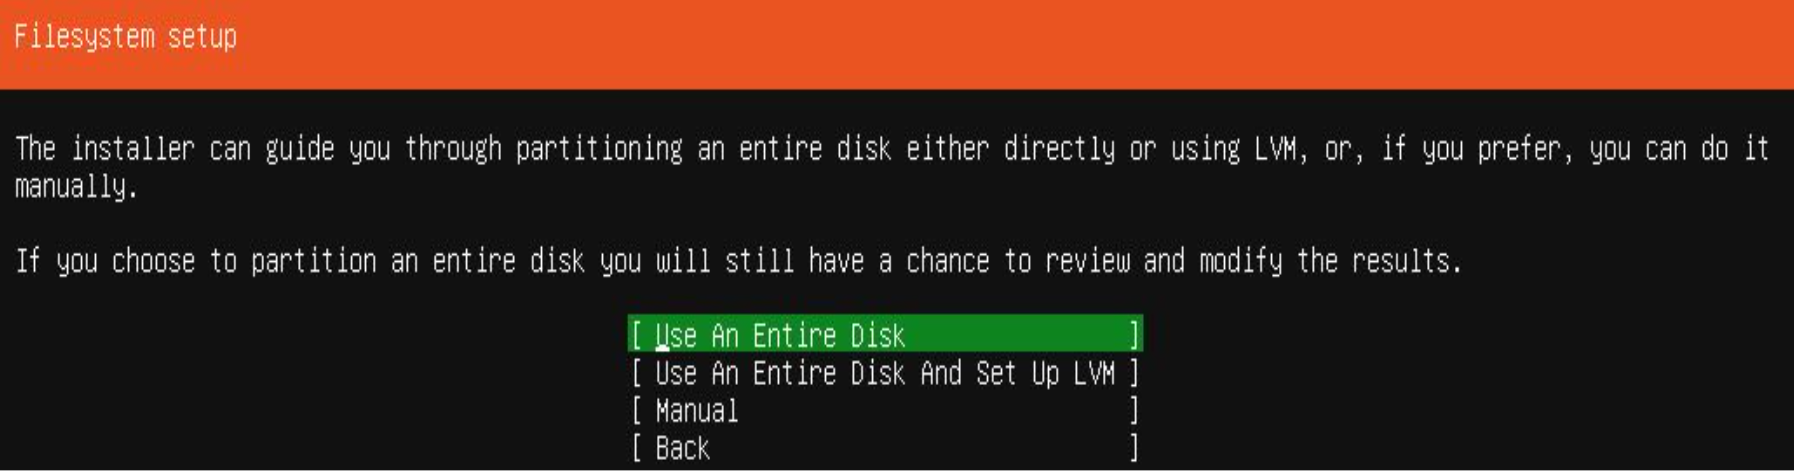 Filesystem setup
The installer can guide you through partitioning an entire disk either directly or using LVM, or, if you prefer, you can do it
manually.
If you choose to partition an entire disk you will still have a chance to review and modify the results.
[ Use An Entire Disk ]
[ Use An Entire Disk And Set Up LVM ]
[ Manual ]
[ Back ]